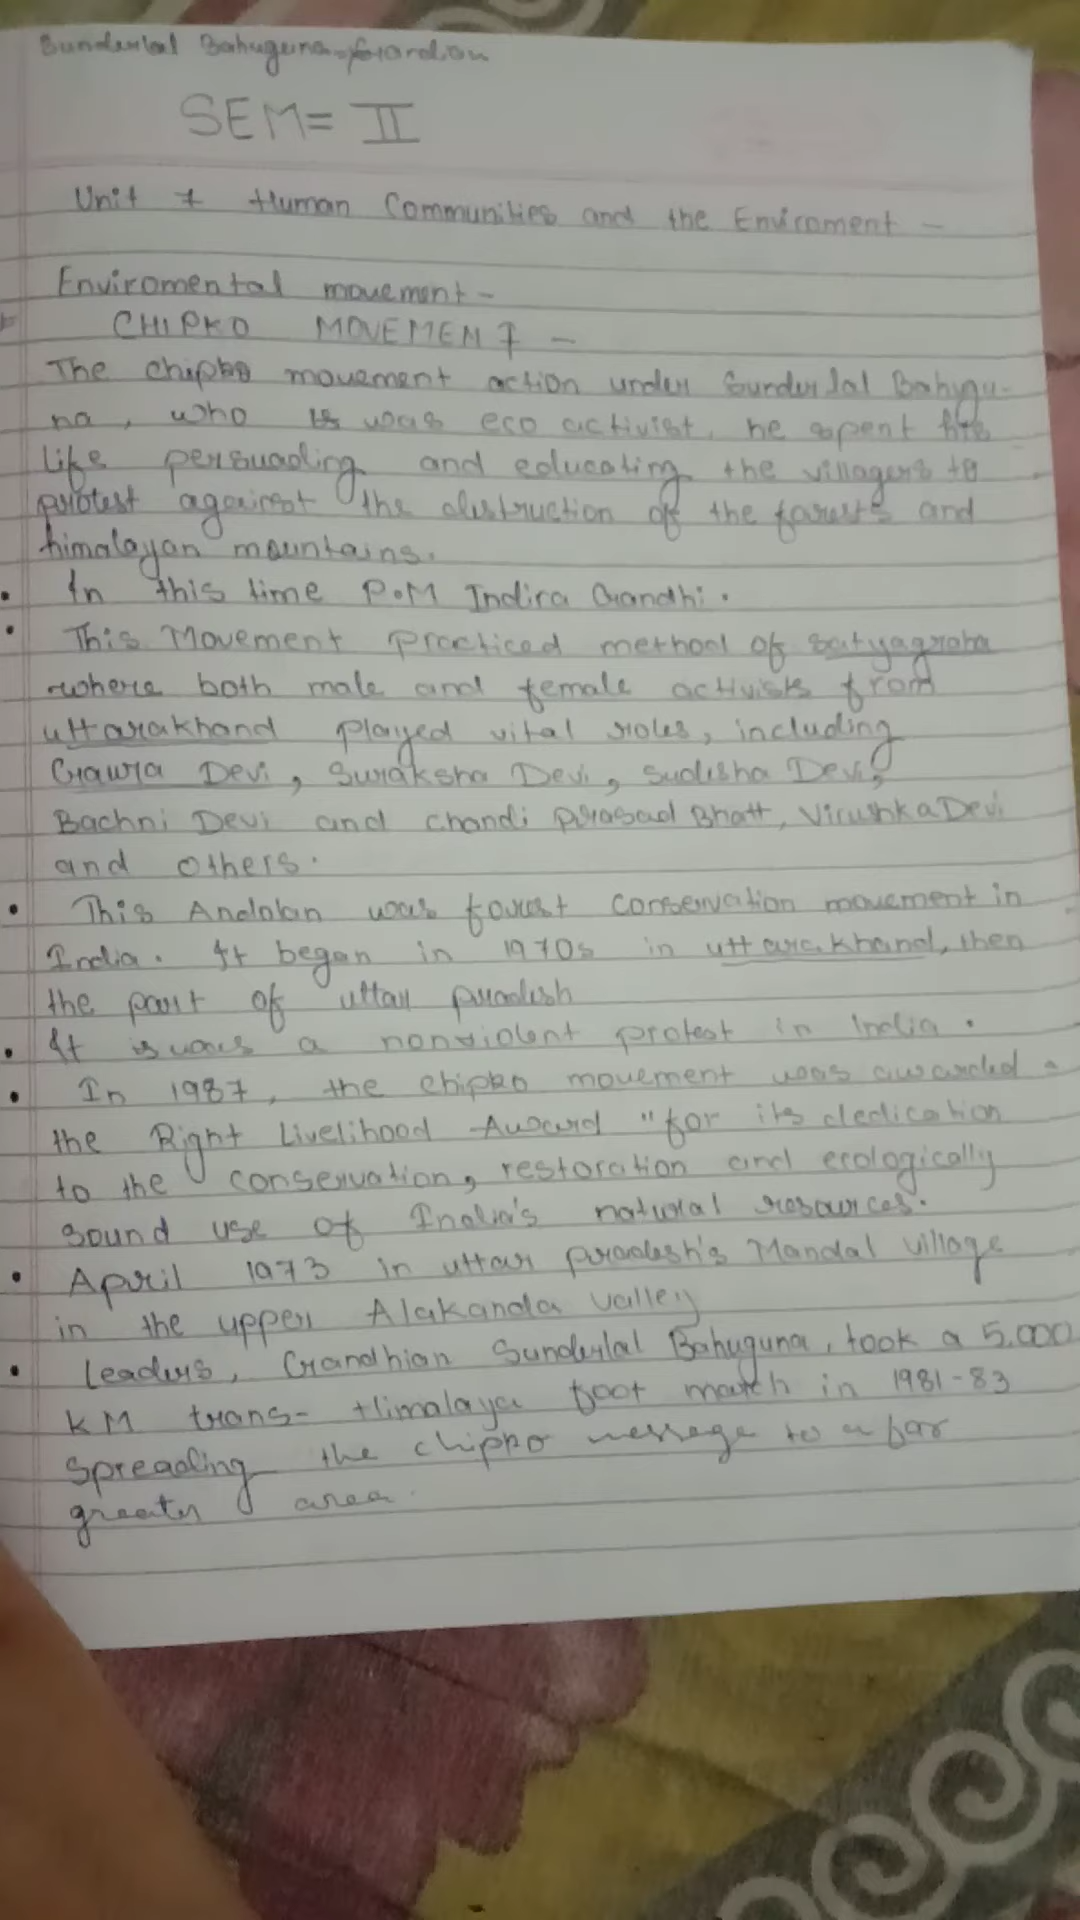 Sunderlal Bahuguna
SEM= II
Unit 7 Human Communities and the Enviroment -
Enviromental movement -
CHIPKO MOVEMENT -
The chipko movement action under Sunderlal Bahugu-
na, who is was eco activist, he spent his
life persuading and educating the villagers to
protest against the distruction of the forests and
himalayan mountains.
• In this time P.M Indira Gandhi.
• This Movement practiced method of satyagraha
where both male and female activists from
uttarakhand played vital roles, including
Gawra Devi, Suraksha Devi, Sudesha Devi,
Bachni Devi and Chandi Prasad Bhatt, Virushka Devi
and others.
• This Andolan was forest conservation movement in
India. It began in 1970s in uttarakhand, then
the part of uttar pradesh
• It is was a nonviolent protest in India.
• In 1987, the chipko movement was awarded
the Right Livelihood Award "for its dedication
to the conservation, restoration and ecologically
sound use of India's natural resources.
• April 1973 in uttar pradesh's Mandal village
in the upper Alakanda valley
• leaders, Gandhian Sunderlal Bahuguna, took a 5,000
KM trans- Himalaya foot march in 1981-83
spreading the chipko message to a far
greater area.